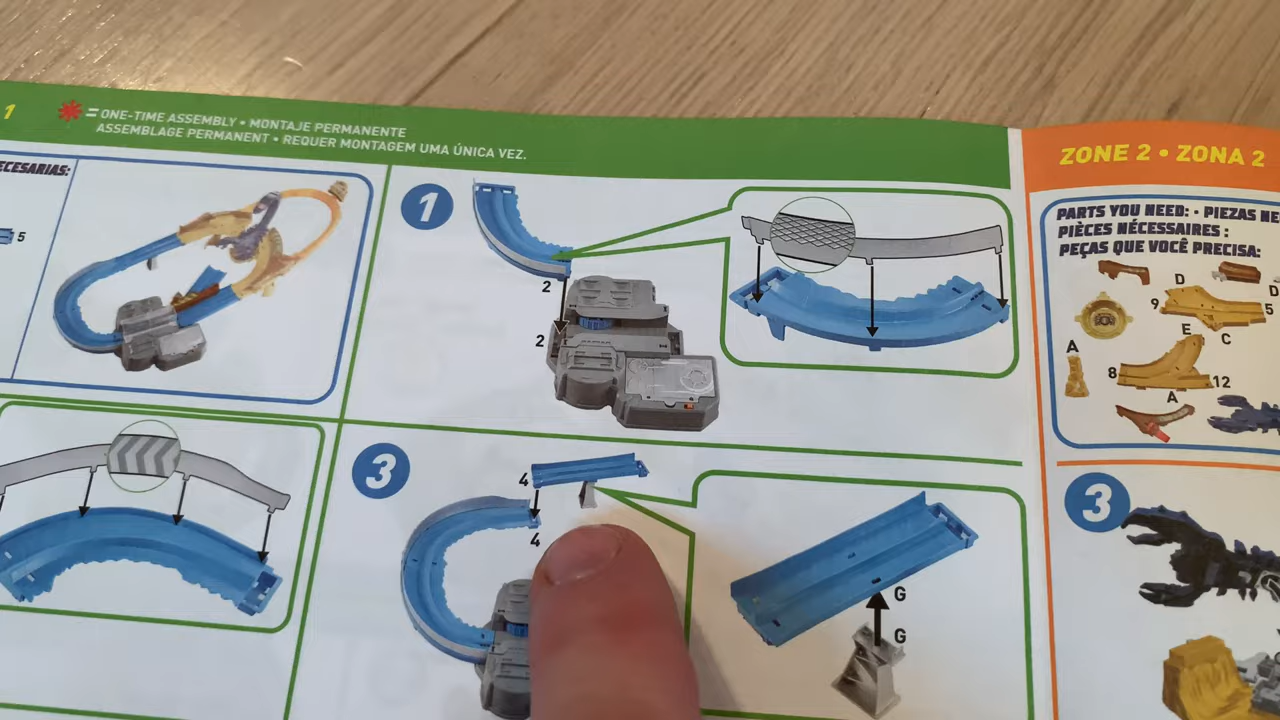 1
* = ONE-TIME ASSEMBLY • MONTAJE PERMANENTE
ASSEMBLAGE PERMANENT • REQUER MONTAGEM UMA ÚNICA VEZ.
ZONE 2 • ZONA 2
ECESARIAS:
5
1
2
2
PARTS YOU NEED: • PIEZAS NE
PIÈCES NÉCESSAIRES :
PEÇAS QUE VOCÊ PRECISA:
D
D
9
5
E
C
A
8
12
A
3
4
4
G
G
3